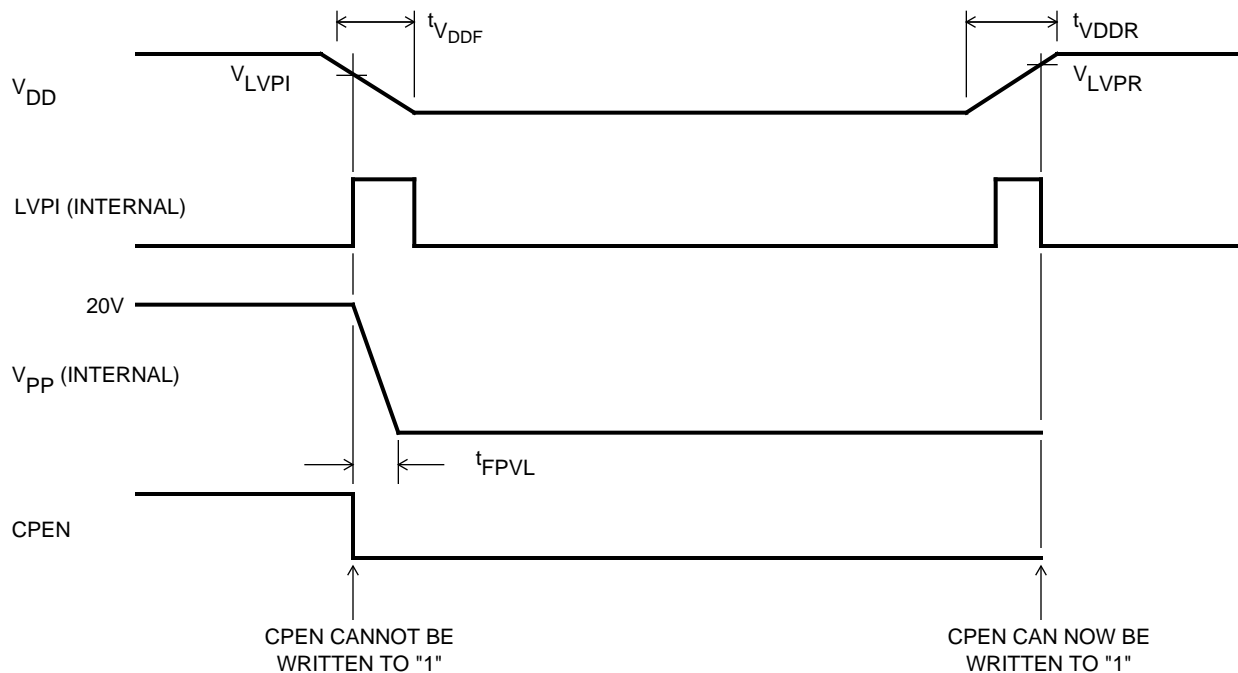 tVDDF
tVDDR
VLVPI
VLVPR
VDD
LVPI (INTERNAL)
20V
VPP (INTERNAL)
tFPVL
CPEN
CPEN CANNOT BE
WRITTEN TO "1"
CPEN CAN NOW BE
WRITTEN TO "1"